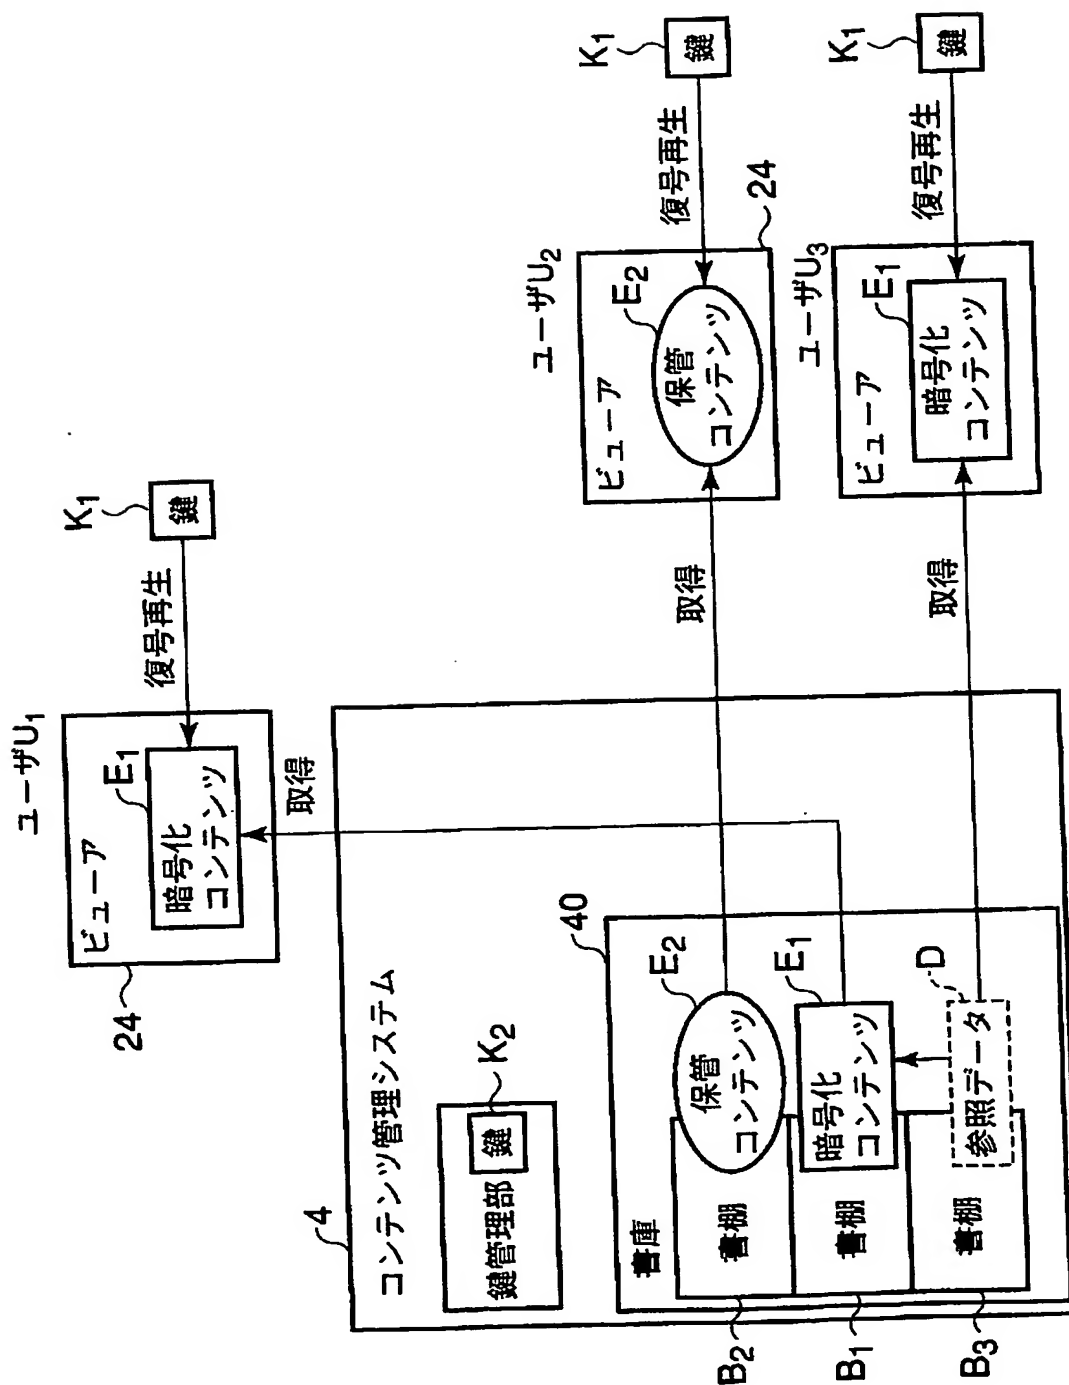 ユーザU1
ビューア
24
E1
暗号化
コンテンツ
復号再生
K1
鍵
取得
4
コンテンツ管理システム
鍵管理部
鍵
K2
40
書庫
書棚
B2
保管
コンテンツ
E2
書棚
B1
暗号化
コンテンツ
E1
書棚
B3
参照データ
D
取得
ユーザU2
ビューア
24
E2
保管
コンテンツ
復号再生
K1
鍵
取得
ユーザU3
ビューア
E1
暗号化
コンテンツ
復号再生
K1
鍵